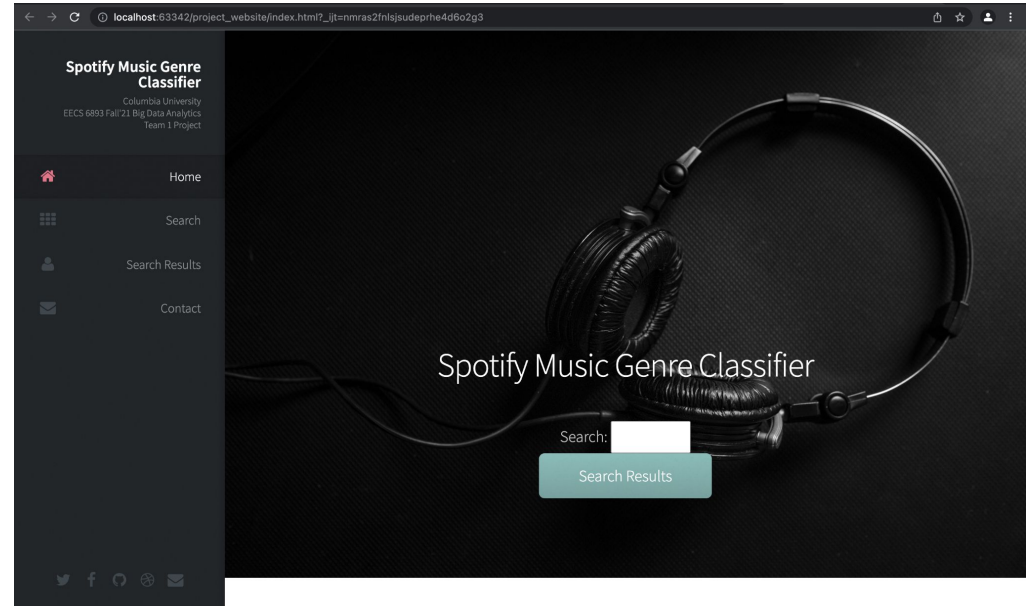 localhost:63342/project_website/index.html?_ijt=nmras2fnlsjsudeprhe4d6o2g3
Spotify Music Genre
Classifier
Columbia University
EECS 6893 Fall'21 Big Data Analytics
Team 1 Project
Home
Search
Search Results
Contact
Spotify Music Genre Classifier
Search:
Search Results